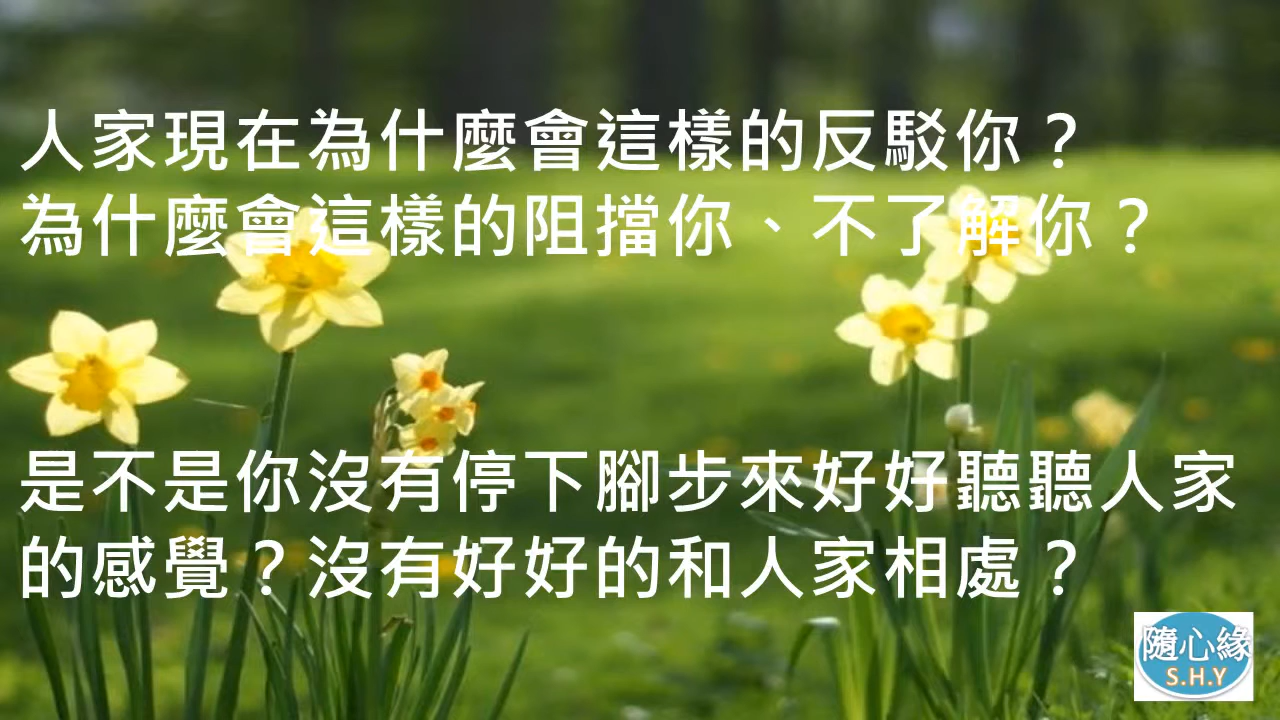 人家現在為什麼會這樣的反駁你？
為什麼會這樣的阻擋你、不了解你？
是不是你沒有停下腳步來好好聽聽人家
的感覺？沒有好好的和人家相處？
隨心緣
S.H.Y